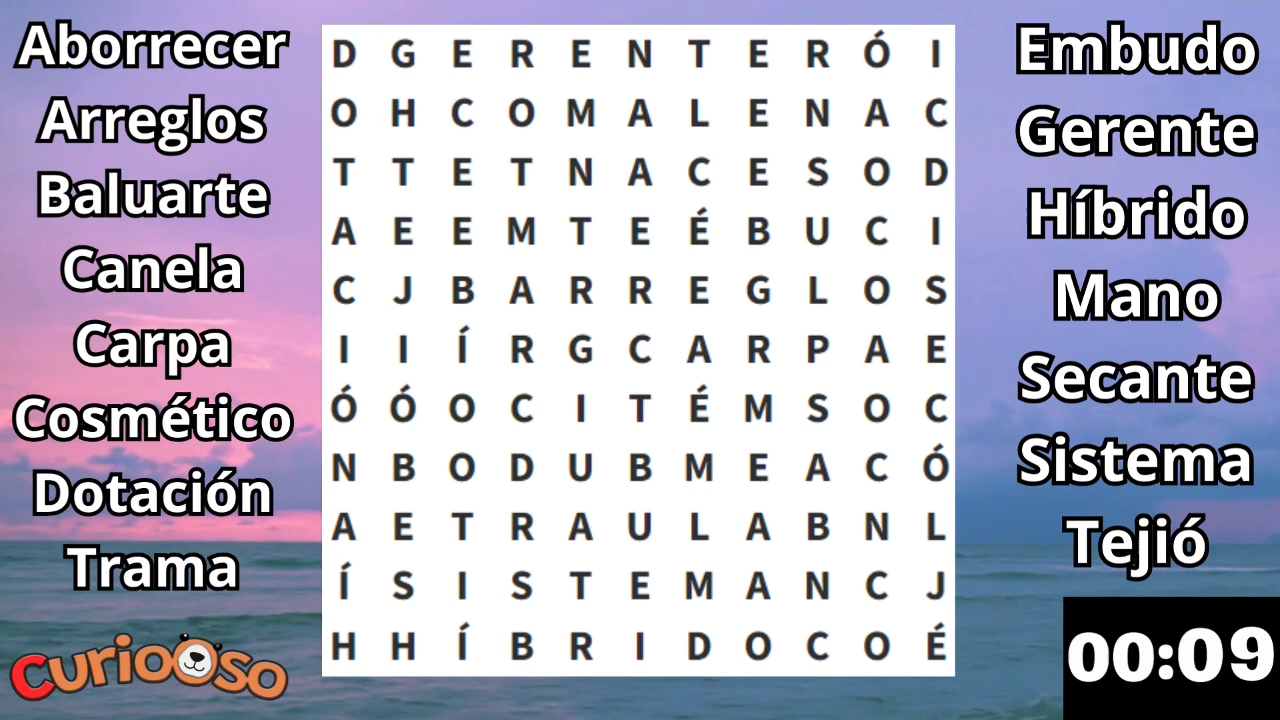 Aborrecer
Arreglos
Baluarte
Canela
Carpa
Cosmético
Dotación
Trama
CURIOOSO
D G E R E N T E R Ó I
O H C O M A L E N A C
T T E T N A C E S O D
A E E M T E É B U C I
C J B A R R E G L O S
I I Í R G C A R P A E
Ó Ó O C I T É M S O C
N B O D U B M E A C Ó
A E T R A U L A B N L
Í S I S T E M A N C J
H H Í B R I D O C O É
Embudo
Gerente
Híbrido
Mano
Secante
Sistema
Tejió
00:09